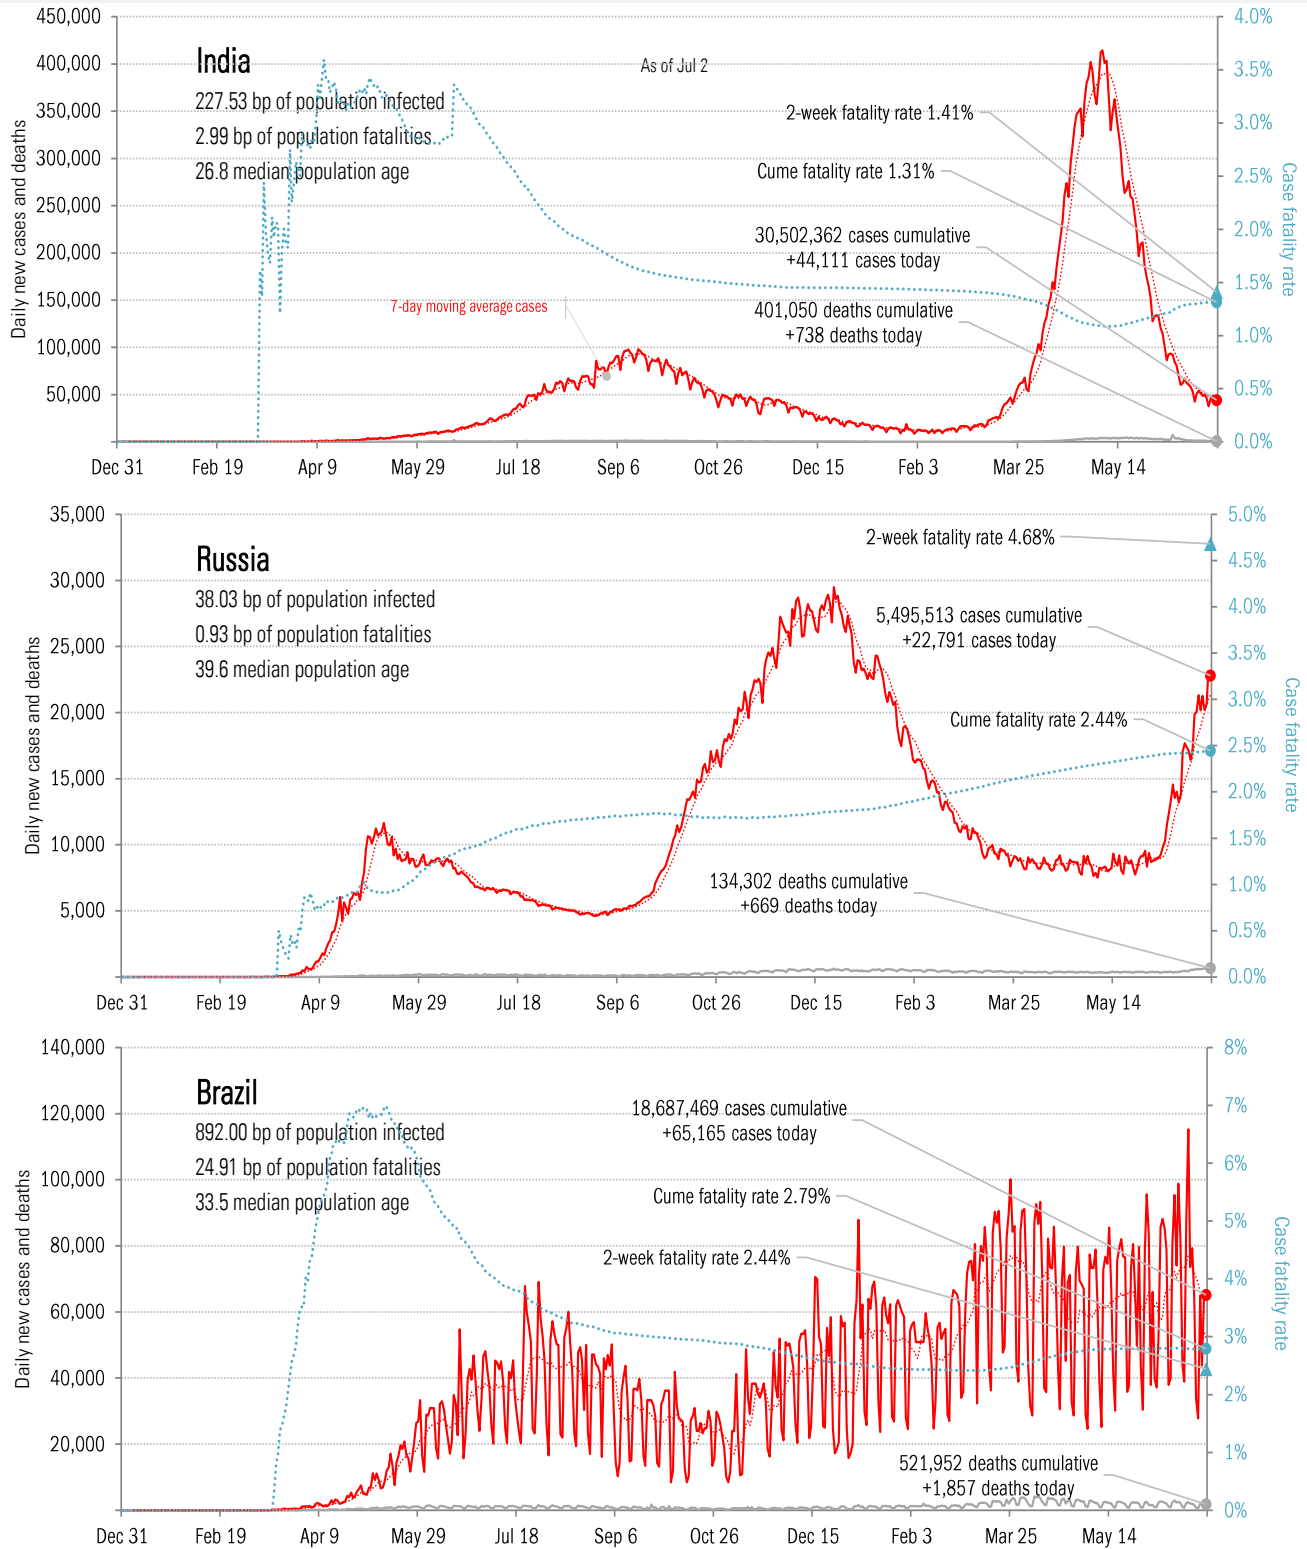 450,000
400,000
350,000
300,000
250,000
200,000
150,000
100,000
50,000
Daily new cases and deaths
India
227.53 bp of population infected
2.99 bp of population fatalities
26.8 median population age
As of Jul 2
2-week fatality rate 1.41%
Cume fatality rate 1.31%
30,502,362 cases cumulative
+44,111 cases today
401,050 deaths cumulative
+738 deaths today
7-day moving average cases
4.0%
3.5%
3.0%
2.5%
2.0%
1.5%
1.0%
0.5%
0.0%
Case fatality rate
Dec 31 Feb 19 Apr 9 May 29 Jul 18 Sep 6 Oct 26 Dec 15 Feb 3 Mar 25 May 14
35,000
30,000
25,000
20,000
15,000
10,000
5,000
Daily new cases and deaths
Russia
38.03 bp of population infected
0.93 bp of population fatalities
39.6 median population age
2-week fatality rate 4.68%
5,495,513 cases cumulative
+22,791 cases today
Cume fatality rate 2.44%
134,302 deaths cumulative
+669 deaths today
5.0%
4.5%
4.0%
3.5%
3.0%
2.5%
2.0%
1.5%
1.0%
0.5%
0.0%
Case fatality rate
Dec 31 Feb 19 Apr 9 May 29 Jul 18 Sep 6 Oct 26 Dec 15 Feb 3 Mar 25 May 14
140,000
120,000
100,000
80,000
60,000
40,000
20,000
Daily new cases and deaths
Brazil
892.00 bp of population infected
24.91 bp of population fatalities
33.5 median population age
18,687,469 cases cumulative
+65,165 cases today
Cume fatality rate 2.79%
2-week fatality rate 2.44%
521,952 deaths cumulative
+1,857 deaths today
8%
7%
6%
5%
4%
3%
2%
1%
0%
Case fatality rate
Dec 31 Feb 19 Apr 9 May 29 Jul 18 Sep 6 Oct 26 Dec 15 Feb 3 Mar 25 May 14